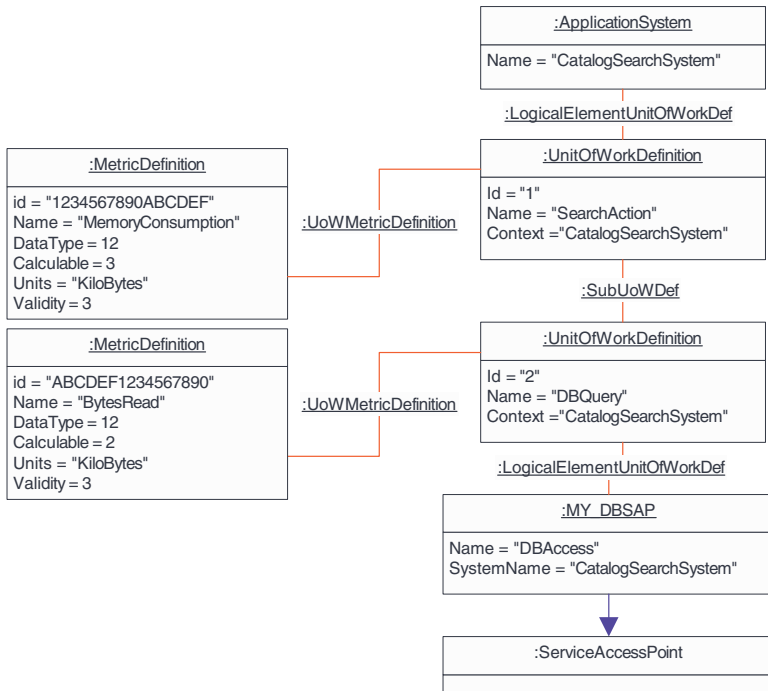 :ApplicationSystem
Name = "CatalogSearchSystem"
:LogicalElementUnitOfWorkDef
:MetricDefinition
id = "1234567890ABCDEF"
Name = "MemoryConsumption"
DataType = 12
Calculable = 3
Units = "KiloBytes"
Validity = 3
:UoWMetricDefinition
:UnitOfWorkDefinition
Id = "1"
Name = "SearchAction"
Context ="CatalogSearchSystem"
:SubUoWDef
:MetricDefinition
id = "ABCDEF1234567890"
Name = "BytesRead"
DataType = 12
Calculable = 2
Units = "KiloBytes"
Validity = 3
:UoWMetricDefinition
:UnitOfWorkDefinition
Id = "2"
Name = "DBQuery"
Context ="CatalogSearchSystem"
:LogicalElementUnitOfWorkDef
:MY_DBSAP
Name = "DBAccess"
SystemName = "CatalogSearchSystem"
:ServiceAccessPoint